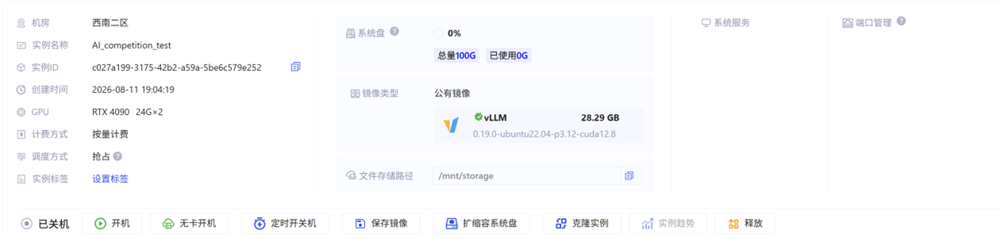 机房 西南二区
实例名称 AI_competition_test
实例ID c027a199-3175-42b2-a59a-5be6c579e252
创建时间 2026-08-11 19:04:19
GPU RTX 4090 24G×2
计费方式 按量计费
调度方式 抢占 ?
实例标签 设置标签
系统盘 ? 0%
总量100G 已使用0G
镜像类型 公有镜像
vLLM 28.29 GB
0.19.0-ubuntu22.04-p3.12-cuda12.8
文件存储路径 /mnt/storage
系统服务
端口管理 ?
已关机 开机 无卡开机 定时开关机 保存镜像 扩缩容系统盘 克隆实例 实例趋势 释放